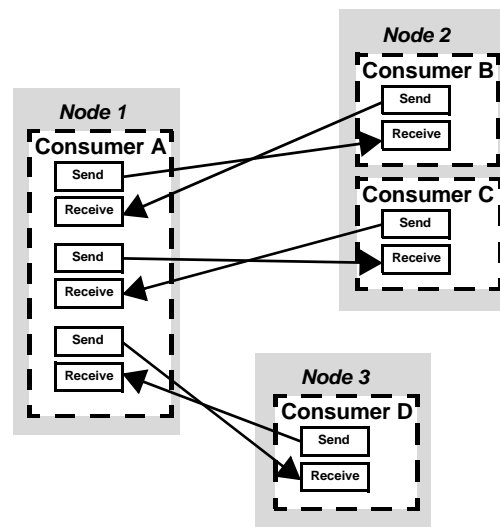 Node 1
Consumer A
Send
Receive
Send
Receive
Send
Receive
Node 2
Consumer B
Send
Receive
Consumer C
Send
Receive
Node 3
Consumer D
Send
Receive